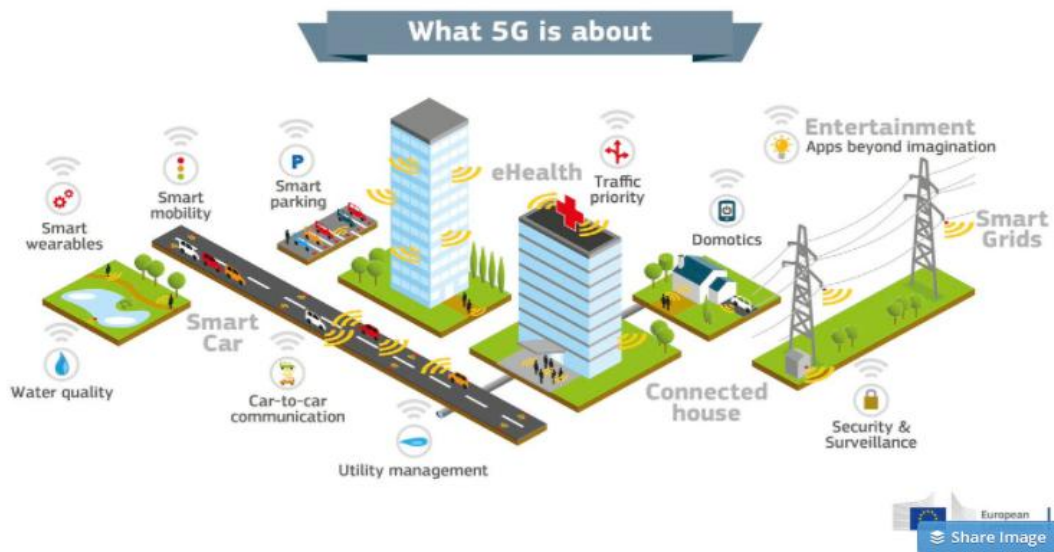 What 5G is about
Entertainment
Apps beyond imagination
P
Smart
parking
eHealth
Traffic
priority
Smart
mobility
Smart
wearables
Domotics
Smart
Grids
Smart
Car
Water quality
Car-to-car
communication
Connected
house
Security &
Surveillance
Utility management
European
Share Image